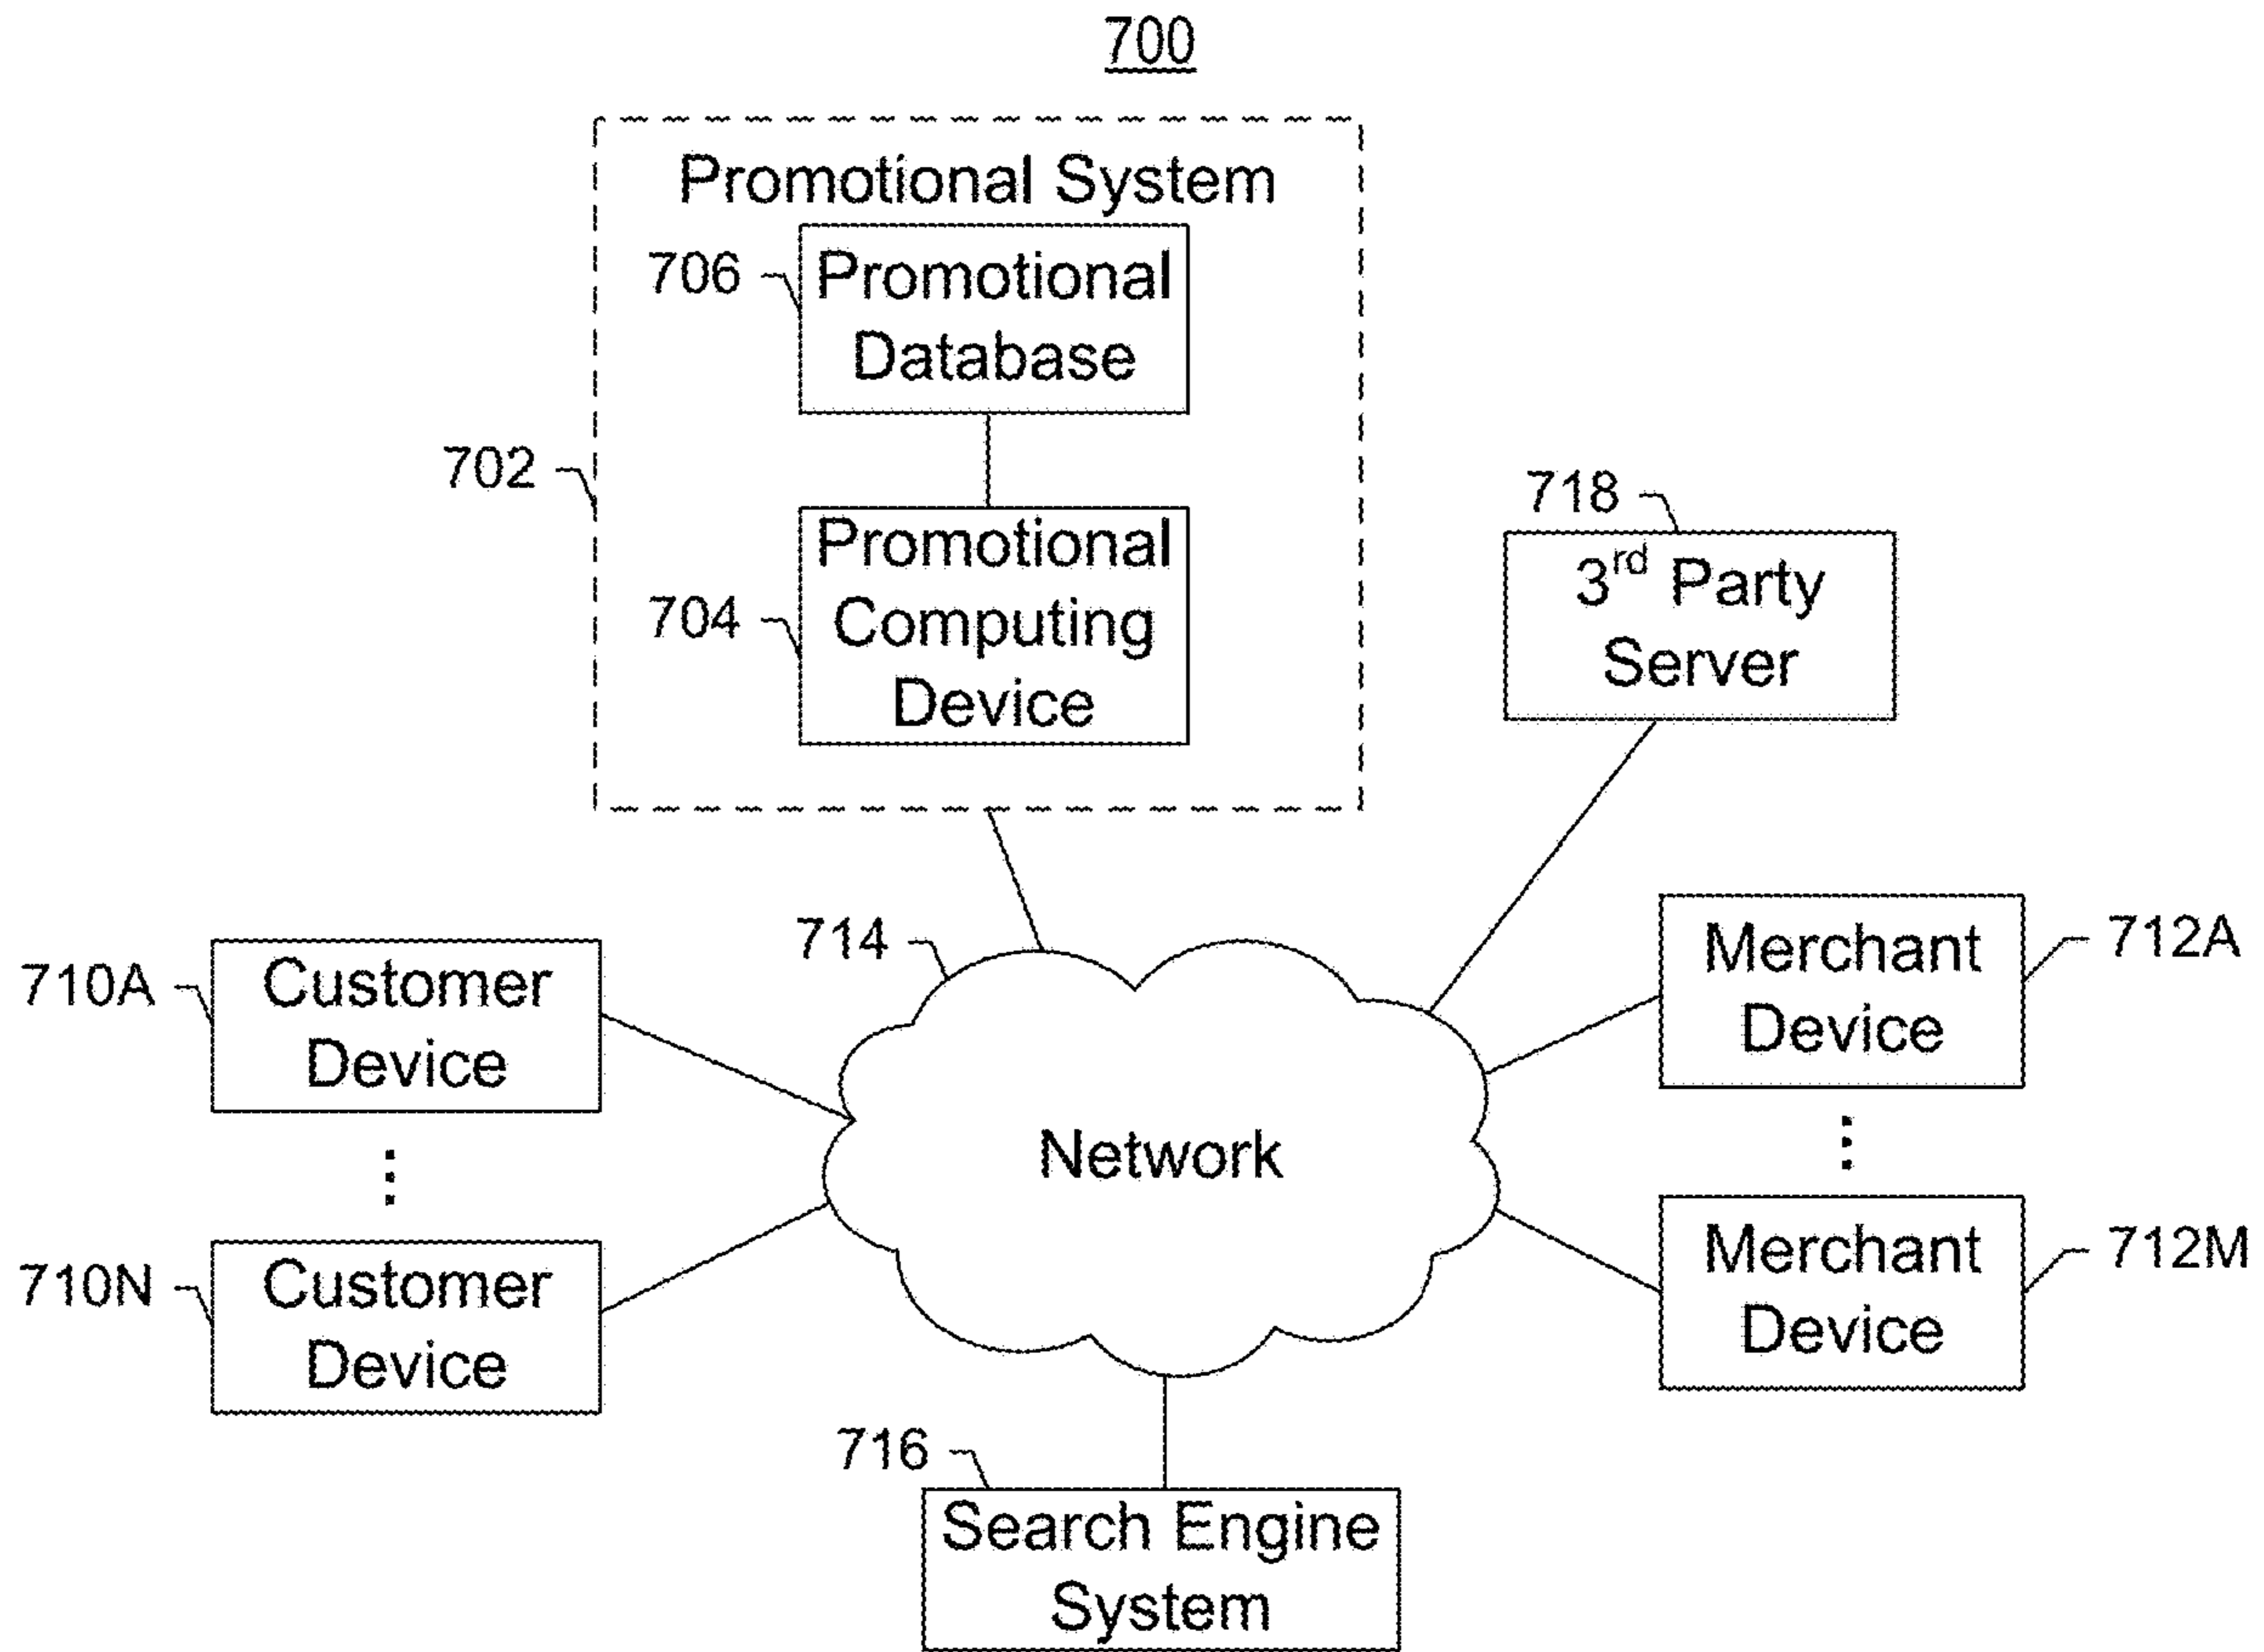 700
Promotional System
706
Promotional
Database
702
704
Promotional
Computing
Device
718
3rd Party
Server
714
710A
Customer
Device
⋮
710N
Customer
Device
Network
712A
Merchant
Device
⋮
712M
Merchant
Device
716
Search Engine
System